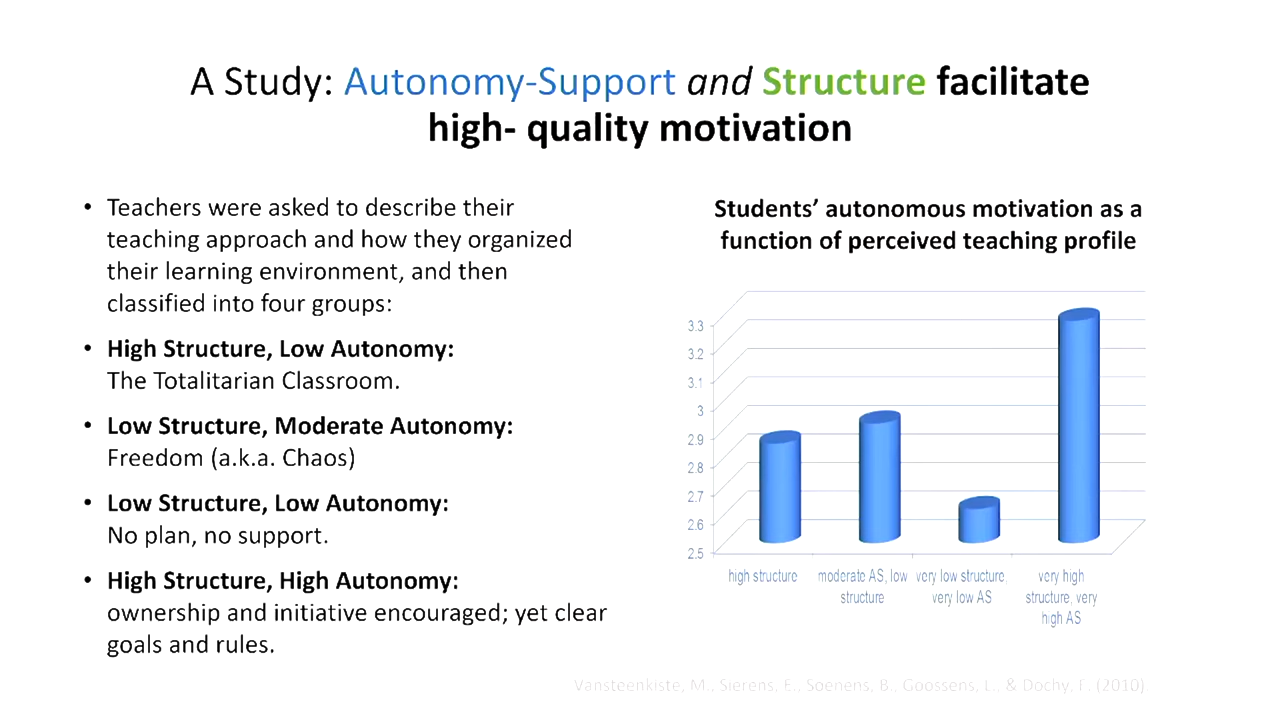 A Study: Autonomy-Support and Structure facilitate
high- quality motivation
• Teachers were asked to describe their
teaching approach and how they organized
their learning environment, and then
classified into four groups:
• High Structure, Low Autonomy:
The Totalitarian Classroom.
• Low Structure, Moderate Autonomy:
Freedom (a.k.a. Chaos)
• Low Structure, Low Autonomy:
No plan, no support.
• High Structure, High Autonomy:
ownership and initiative encouraged; yet clear
goals and rules.
Students’ autonomous motivation as a
function of perceived teaching profile
3.3
3.2
3.1
3
2.9
2.8
2.7
2.6
2.5
high structure
moderate AS, low
structure
very low structure,
very low AS
very high
structure, very
high AS
Vansteenkiste, M., Sierens, E., Soenens, B., Goossens, L., & Dochy, F. (2010)